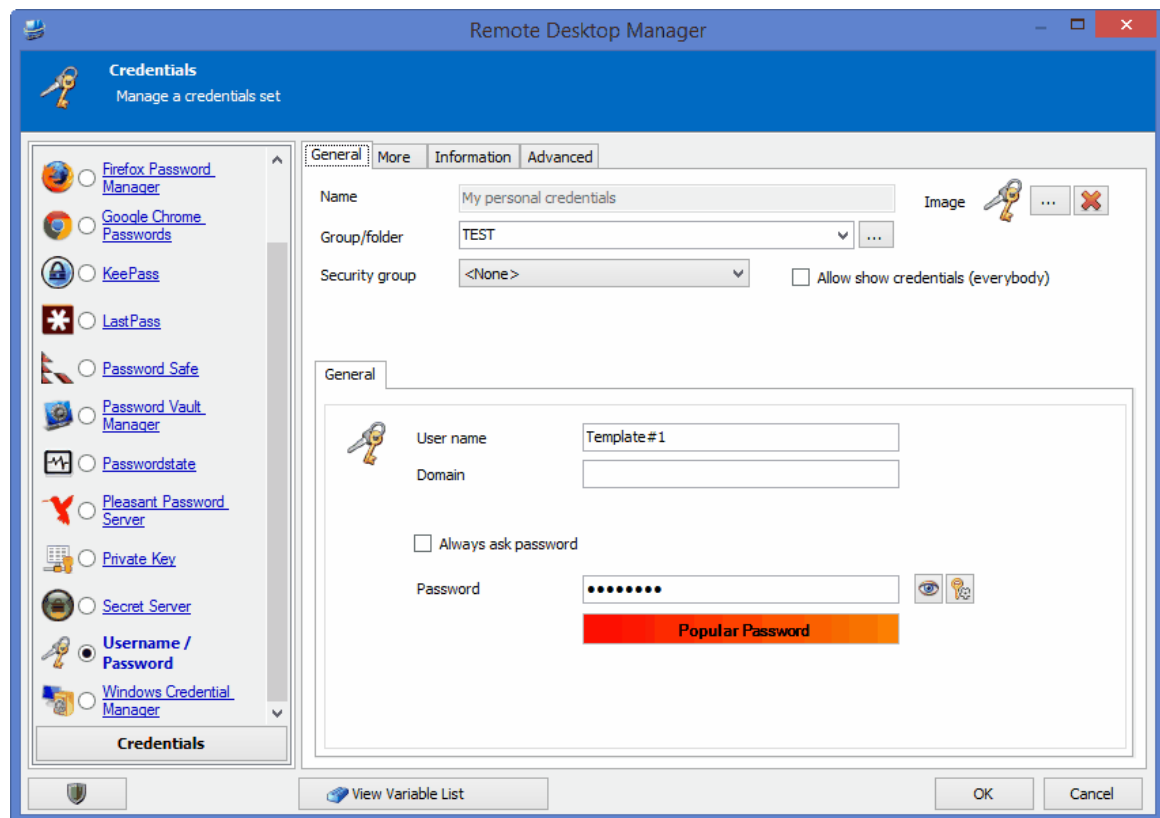 Remote Desktop Manager
Credentials
Manage a credentials set
Firefox Password
Manager
Google Chrome
Passwords
KeePass
LastPass
Password Safe
Password Vault
Manager
Passwordstate
Pleasant Password
Server
Private Key
Secret Server
Username /
Password
Windows Credential
Manager
Credentials
General More Information Advanced
Name My personal credentials Image ...
Group/folder TEST ...
Security group <None> Allow show credentials (everybody)
General
User name Template#1
Domain
Always ask password
Password ••••••••
Popular Password
View Variable List OK Cancel